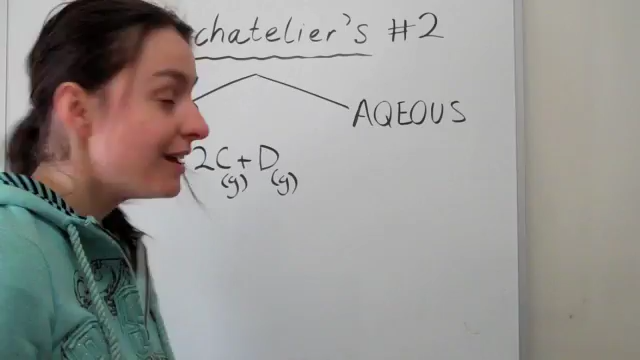 chatelier's #2
AQEOUS
2C + D
(g) (g)